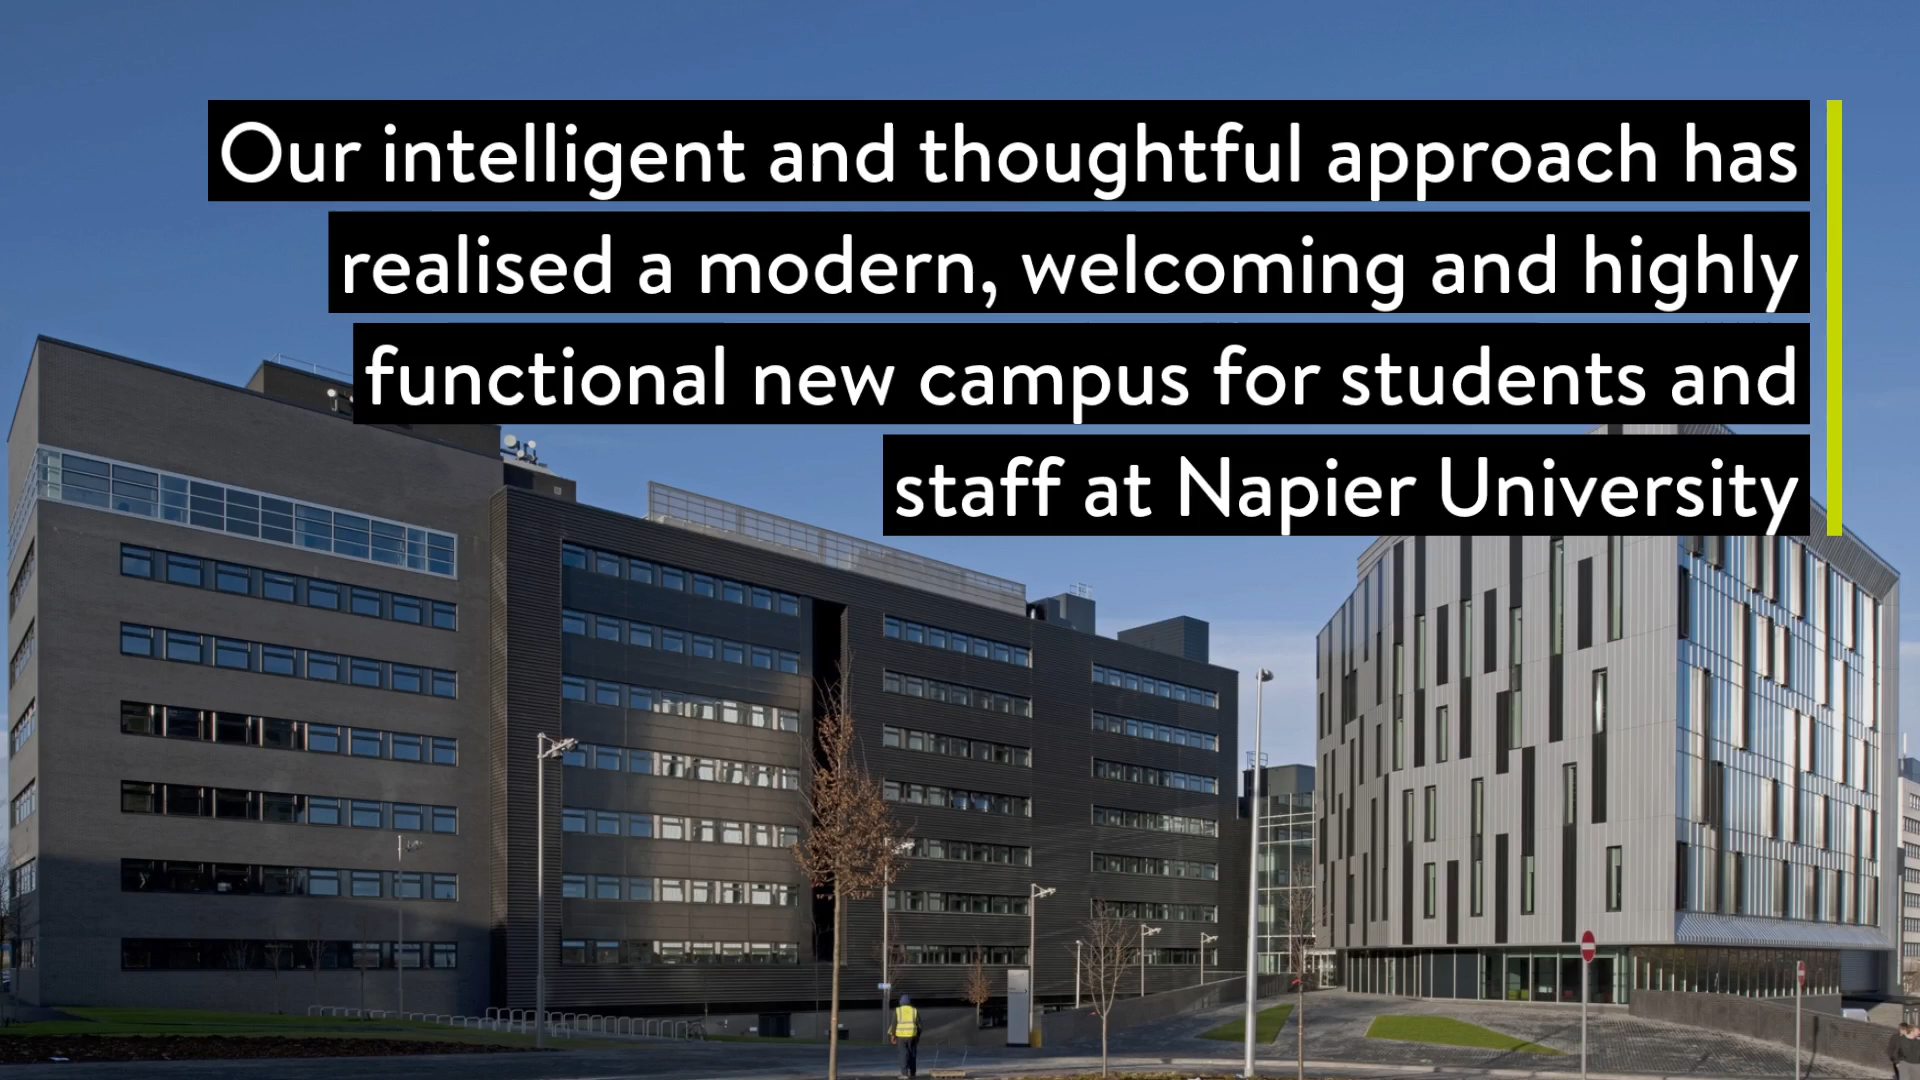 Our intelligent and thoughtful approach has
realised a modern, welcoming and highly
functional new campus for students and
staff at Napier University